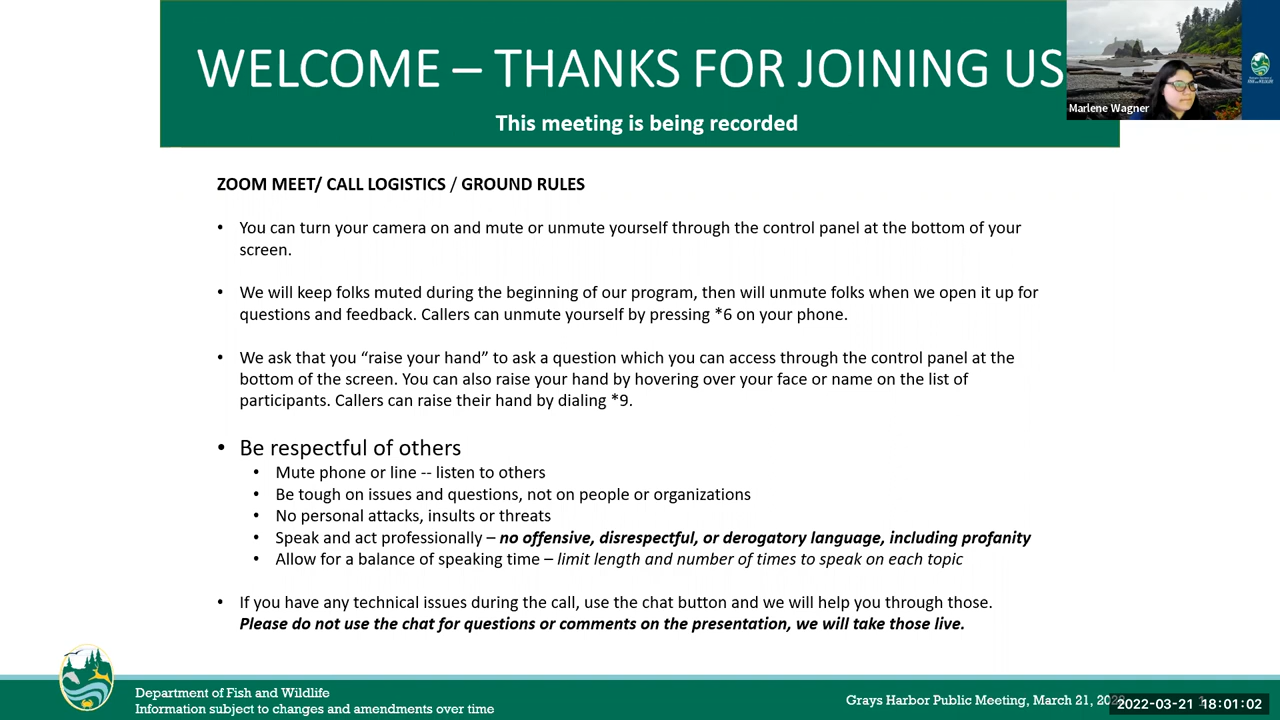 WELCOME – THANKS FOR JOINING US
This meeting is being recorded
Marlene Wagner
ZOOM MEET/ CALL LOGISTICS / GROUND RULES
• You can turn your camera on and mute or unmute yourself through the control panel at the bottom of your
screen.
• We will keep folks muted during the beginning of our program, then will unmute folks when we open it up for
questions and feedback. Callers can unmute yourself by pressing *6 on your phone.
• We ask that you “raise your hand” to ask a question which you can access through the control panel at the
bottom of the screen. You can also raise your hand by hovering over your face or name on the list of
participants. Callers can raise their hand by dialing *9.
• Be respectful of others
• Mute phone or line -- listen to others
• Be tough on issues and questions, not on people or organizations
• No personal attacks, insults or threats
• Speak and act professionally – no offensive, disrespectful, or derogatory language, including profanity
• Allow for a balance of speaking time – limit length and number of times to speak on each topic
• If you have any technical issues during the call, use the chat button and we will help you through those.
Please do not use the chat for questions or comments on the presentation, we will take those live.
Department of Fish and Wildlife
Information subject to changes and amendments over time
Grays Harbor Public Meeting, March 21,
2022-03-21 18:01:02